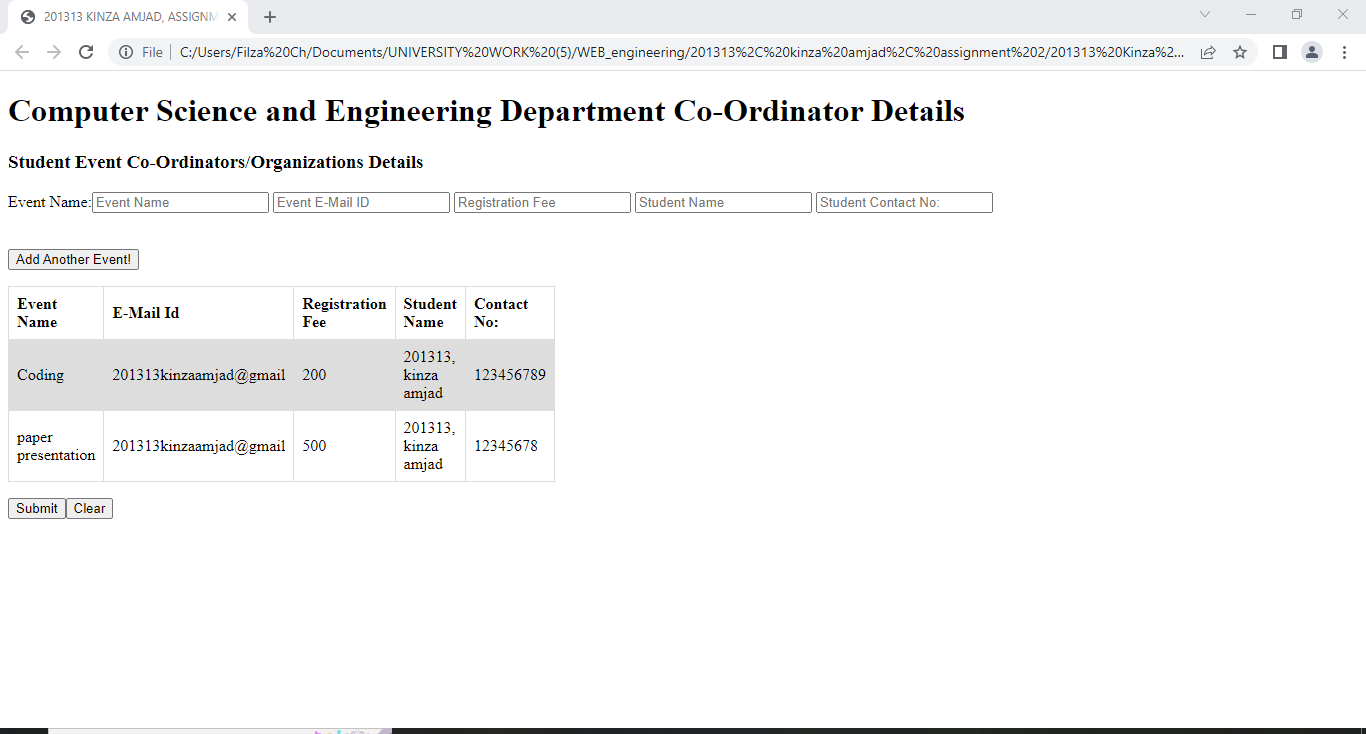 201313 KINZA AMJAD, ASSIGNM
File
C:/Users/Filza%20Ch/Documents/UNIVERSITY%20WORK%20(5)/WEB_engineering/201313%2C%20kinza%20amjad%2C%20assignment%202/201313%20Kinza%2...
Computer Science and Engineering Department Co-Ordinator Details
Student Event Co-Ordinators/Organizations Details
Event Name: Event Name Event E-Mail ID Registration Fee Student Name Student Contact No:
Add Another Event!
Event Name E-Mail Id Registration Fee Student Name Contact No:
Coding 201313kinzaamjad@gmail 200 201313, kinza amjad 123456789
paper presentation 201313kinzaamjad@gmail 500 201313, kinza amjad 12345678
Submit Clear